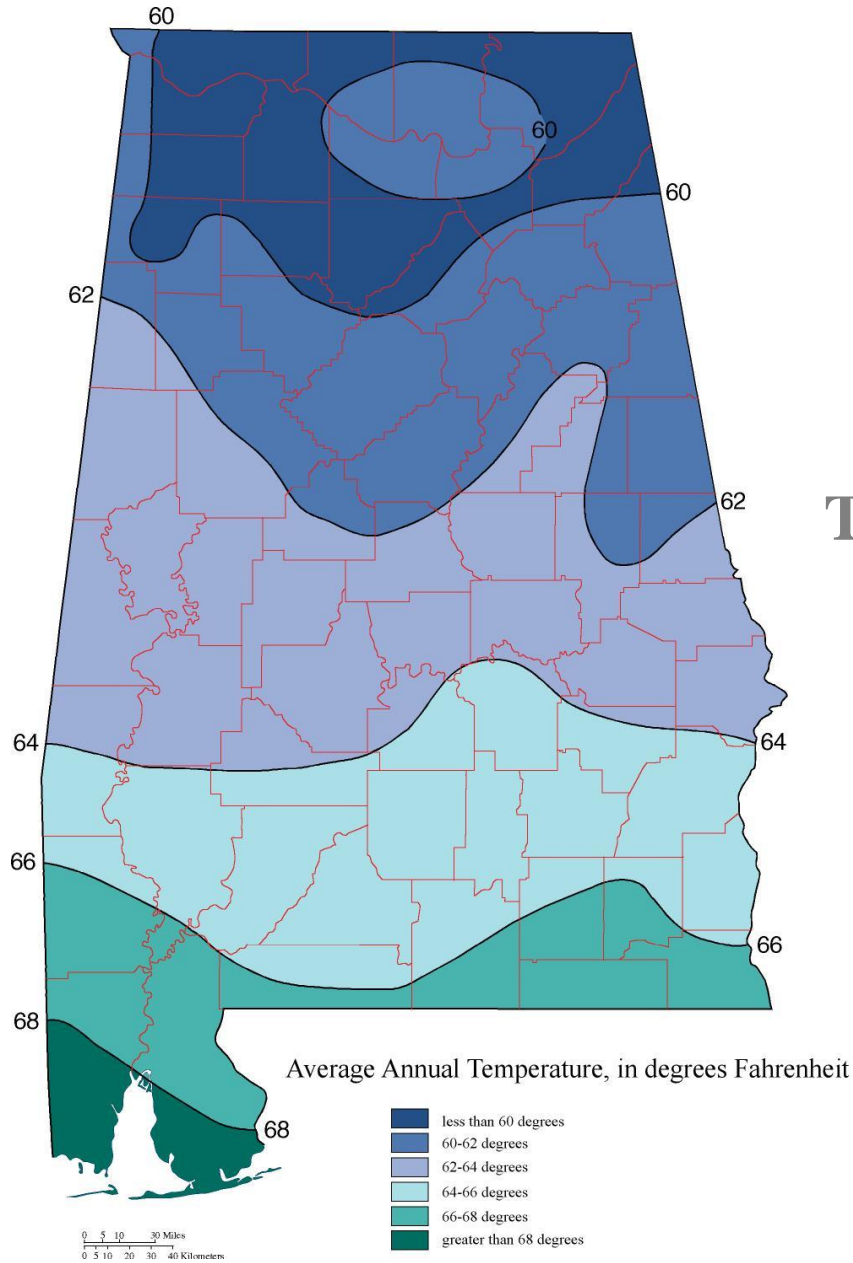 60
60
60
62
62
T
64
64
66
66
68
Average Annual Temperature, in degrees Fahrenheit
68
less than 60 degrees
60-62 degrees
62-64 degrees
64-66 degrees
66-68 degrees
greater than 68 degrees
0 5 10 30 Miles
0 5 10 20 40 Kilometers